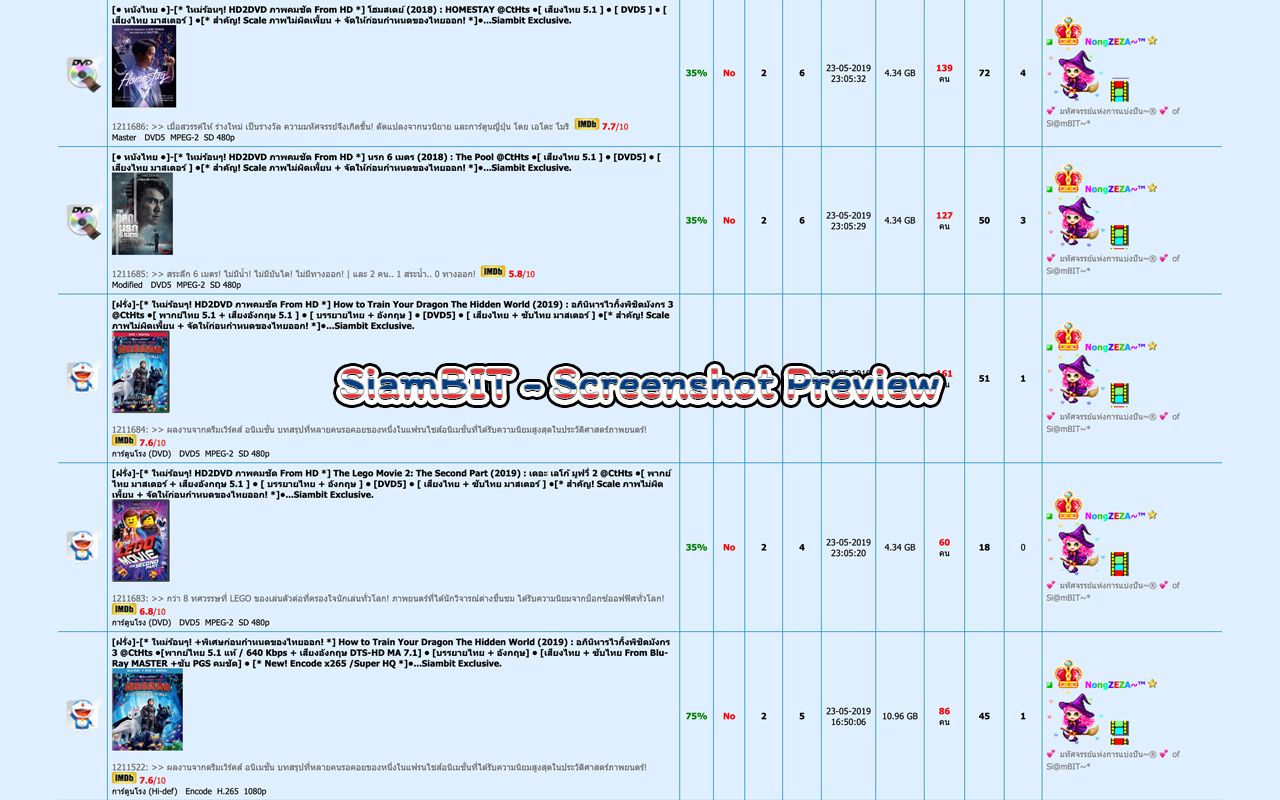 [● หนังไทย ●]-[* ใหม่ร้อนๆ! HD2DVD ภาพคมชัด From HD *] โฮมสเตย์ (2018) : HOMESTAY @CtHts ●[ เสียงไทย 5.1 ] ● [ DVD5 ] ● [
เสียงไทย มาสเตอร์ ] ●[* สำคัญ! Scale ภาพไม่ผิดเพี้ยน + จัดให้ก่อนกำหนดของไทยออก! *]●...Siambit Exclusive.
DVD
Homestay
35%
No
2
6
23-05-2019
23:05:32
4.34 GB
139
คน
72
4
NongZEZA~™
💕 มหัศจรรย์แห่งการแบ่งปัน~㊝ 💕 of
Si@mBIT~*
1211686: >> เมื่อสวรรค์ให้ ร่างใหม่ เป็นรางวัล ความมหัศจรรย์จึงเกิดขึ้น! ดัดแปลงจากนวนิยาย และการ์ตูนญี่ปุ่น โดย เอโตะ โมริ IMDb 7.7/10
Master DVD5 MPEG-2 SD 480p
[● หนังไทย ●]-[* ใหม่ร้อนๆ! HD2DVD ภาพคมชัด From HD *] นรก 6 เมตร (2018) : The Pool @CtHts ●[ เสียงไทย 5.1 ] ● [DVD5] ● [
เสียงไทย มาสเตอร์ ] ●[* สำคัญ! Scale ภาพไม่ผิดเพี้ยน + จัดให้ก่อนกำหนดของไทยออก! *]●...Siambit Exclusive.
DVD
35%
No
2
6
23-05-2019
23:05:29
4.34 GB
127
คน
50
3
NongZEZA~™
💕 มหัศจรรย์แห่งการแบ่งปัน~㊝ 💕 of
Si@mBIT~*
1211685: >> สระลึก 6 เมตร! ไม่มีน้ำ! ไม่มีบันได! ไม่มีทางออก! | และ 2 คน.. 1 สระน้ำ.. 0 ทางออก! IMDb 5.8/10
Modified DVD5 MPEG-2 SD 480p
[ฝรั่ง]-[* ใหม่ร้อนๆ! HD2DVD ภาพคมชัด From HD *] How to Train Your Dragon The Hidden World (2019) : อภินิหารไวกิ้งพิชิตมังกร 3
@CtHts ●[ พากย์ไทย 5.1 + เสียงอังกฤษ 5.1 ] ● [ บรรยายไทย + อังกฤษ ] ● [DVD5] ● [ เสียงไทย + ซับไทย มาสเตอร์ ] ●[* สำคัญ! Scale
ภาพไม่ผิดเพี้ยน + จัดให้ก่อนกำหนดของไทยออก! *]●...Siambit Exclusive.
SiamBIT - Screenshot Preview
51
1
NongZEZA~™
💕 มหัศจรรย์แห่งการแบ่งปัน~㊝ 💕 of
Si@mBIT~*
1211684: >> ผลงานจากดรีมเวิร์คส์ อนิเมชั่น บทสรุปที่หลายคนรอคอยของหนึ่งในแฟรนไชส์อนิเมชั่นที่ได้รับความนิยมสูงสุดในประวัติศาสตร์ภาพยนตร์!
IMDb 7.6/10
การ์ตูนโรง (DVD) DVD5 MPEG-2 SD 480p
[ฝรั่ง]-[* ใหม่ร้อนๆ! HD2DVD ภาพคมชัด From HD *] The Lego Movie 2: The Second Part (2019) : เดอะ เลโก้ มูฟวี่ 2 @CtHts ●[ พากย์
ไทย มาสเตอร์ + เสียงอังกฤษ 5.1 ] ● [ บรรยายไทย + อังกฤษ ] ● [DVD5] ● [ เสียงไทย + ซับไทย มาสเตอร์ ] ●[* สำคัญ! Scale ภาพไม่ผิด
เพี้ยน + จัดให้ก่อนกำหนดของไทยออก! *]●...Siambit Exclusive.
LEGO
MOVIE
35%
No
2
4
23-05-2019
23:05:20
4.34 GB
60
คน
18
0
NongZEZA~™
💕 มหัศจรรย์แห่งการแบ่งปัน~㊝ 💕 of
Si@mBIT~*
1211683: >> กว่า 8 ทศวรรษที่ LEGO ของเล่นตัวต่อที่ครองใจนักเล่นทั่วโลก! ภาพยนตร์ที่ได้นักวิจารณ์ต่างชื่นชม ได้รับความนิยมจากบ็อกซ์ออฟฟิศทั่วโลก!
IMDb 6.8/10
การ์ตูนโรง (DVD) DVD5 MPEG-2 SD 480p
[ฝรั่ง]-[* ใหม่ร้อนๆ! +พิเศษก่อนกำหนดของไทยออก! *] How to Train Your Dragon The Hidden World (2019) : อภินิหารไวกิ้งพิชิตมังกร
3 @CtHts ●[พากย์ไทย 5.1 แท้ / 640 Kbps + เสียงอังกฤษ DTS-HD MA 7.1] ● [บรรยายไทย + อังกฤษ] ● [เสียงไทย + ซับไทย From Blu-
Ray MASTER +ซับ PGS คมชัด] ● [* New! Encode x265 /Super HQ *]●...Siambit Exclusive.
75%
No
2
5
23-05-2019
16:50:06
10.96 GB
86
คน
45
1
NongZEZA~™
💕 มหัศจรรย์แห่งการแบ่งปัน~㊝ 💕 of
Si@mBIT~*
1211522: >> ผลงานจากดรีมเวิร์คส์ อนิเมชั่น บทสรุปที่หลายคนรอคอยของหนึ่งในแฟรนไชส์อนิเมชั่นที่ได้รับความนิยมสูงสุดในประวัติศาสตร์ภาพยนตร์!
IMDb 7.6/10
การ์ตูนโรง (Hi-def) Encode H.265 1080p